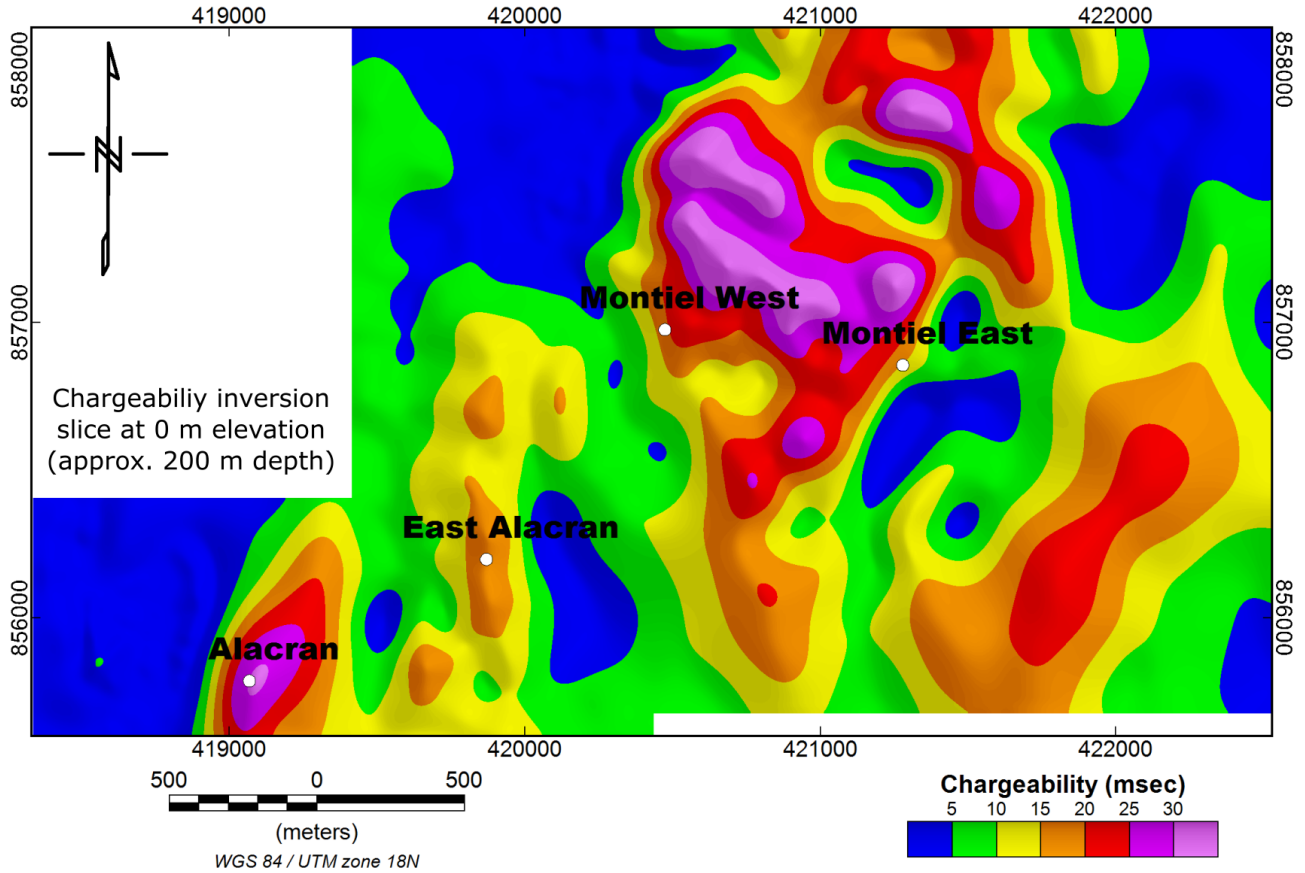 419000 420000 421000 422000
858000 858000
N
Montiel West
857000 857000
Montiel East
Chargeabiliy inversion
slice at 0 m elevation
(approx. 200 m depth)
East Alacran
856000 856000
Alacran
419000 420000 421000 422000
500 0 500
(meters)
WGS 84 / UTM zone 18N
Chargeability (msec)
5 10 15 20 25 30